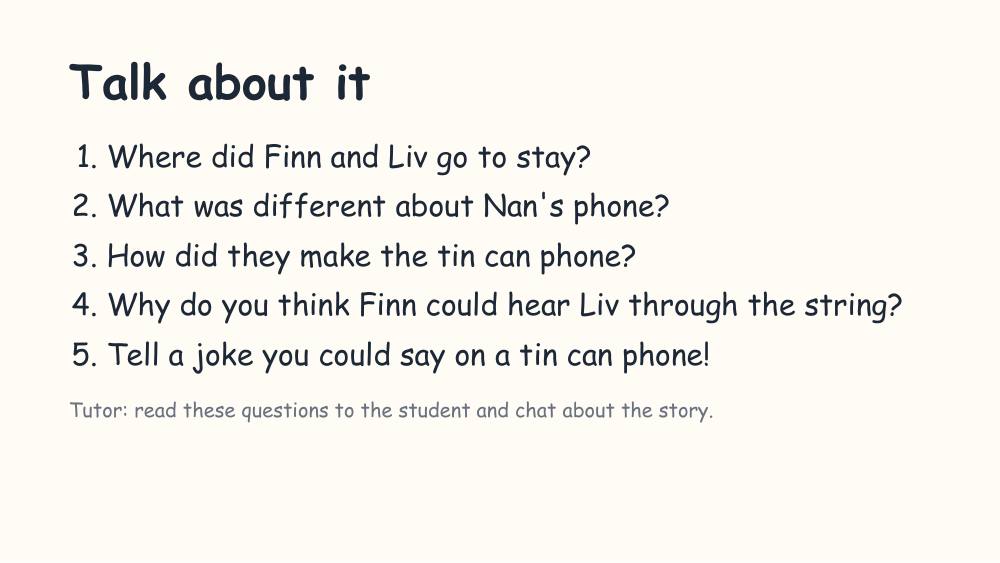 Talk about it
1. Where did Finn and Liv go to stay?
2. What was different about Nan's phone?
3. How did they make the tin can phone?
4. Why do you think Finn could hear Liv through the string?
5. Tell a joke you could say on a tin can phone!
Tutor: read these questions to the student and chat about the story.